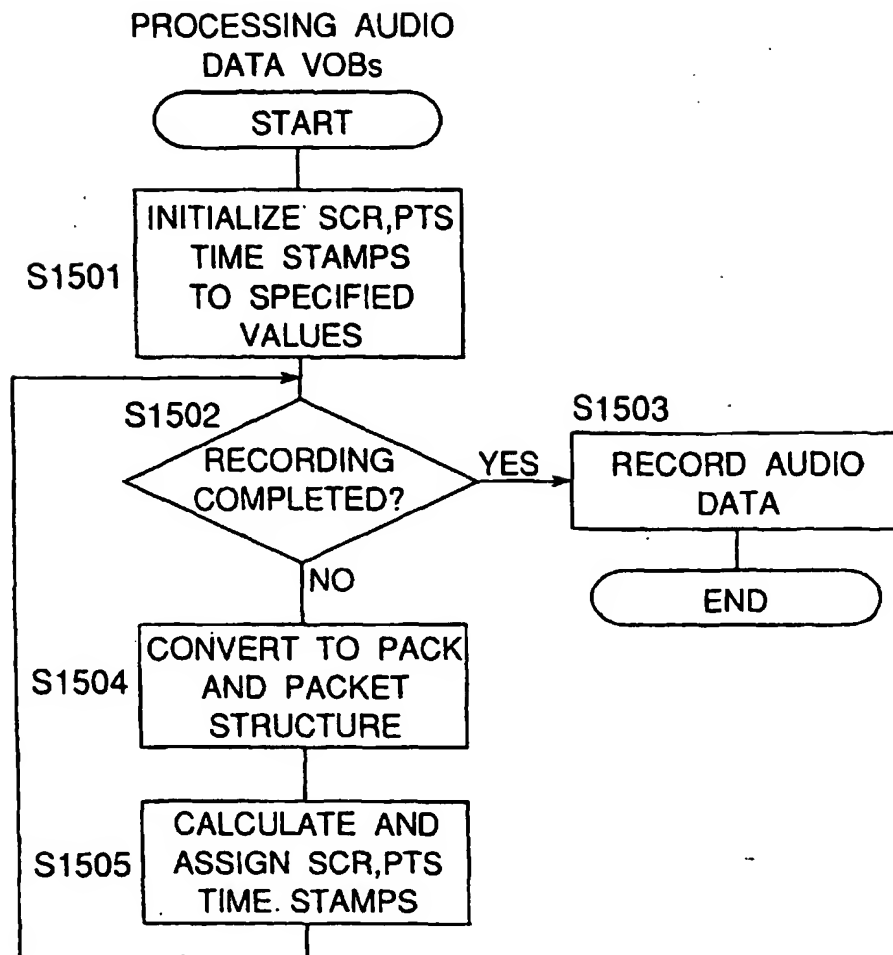 PROCESSING AUDIO
DATA VOBs
START
INITIALIZE SCR,PTS
TIME STAMPS
TO SPECIFIED
VALUES
S1501
S1502
RECORDING
COMPLETED?
YES
S1503
RECORD AUDIO
DATA
END
NO
CONVERT TO PACK
AND PACKET
STRUCTURE
S1504
CALCULATE AND
ASSIGN SCR,PTS
TIME. STAMPS
S1505